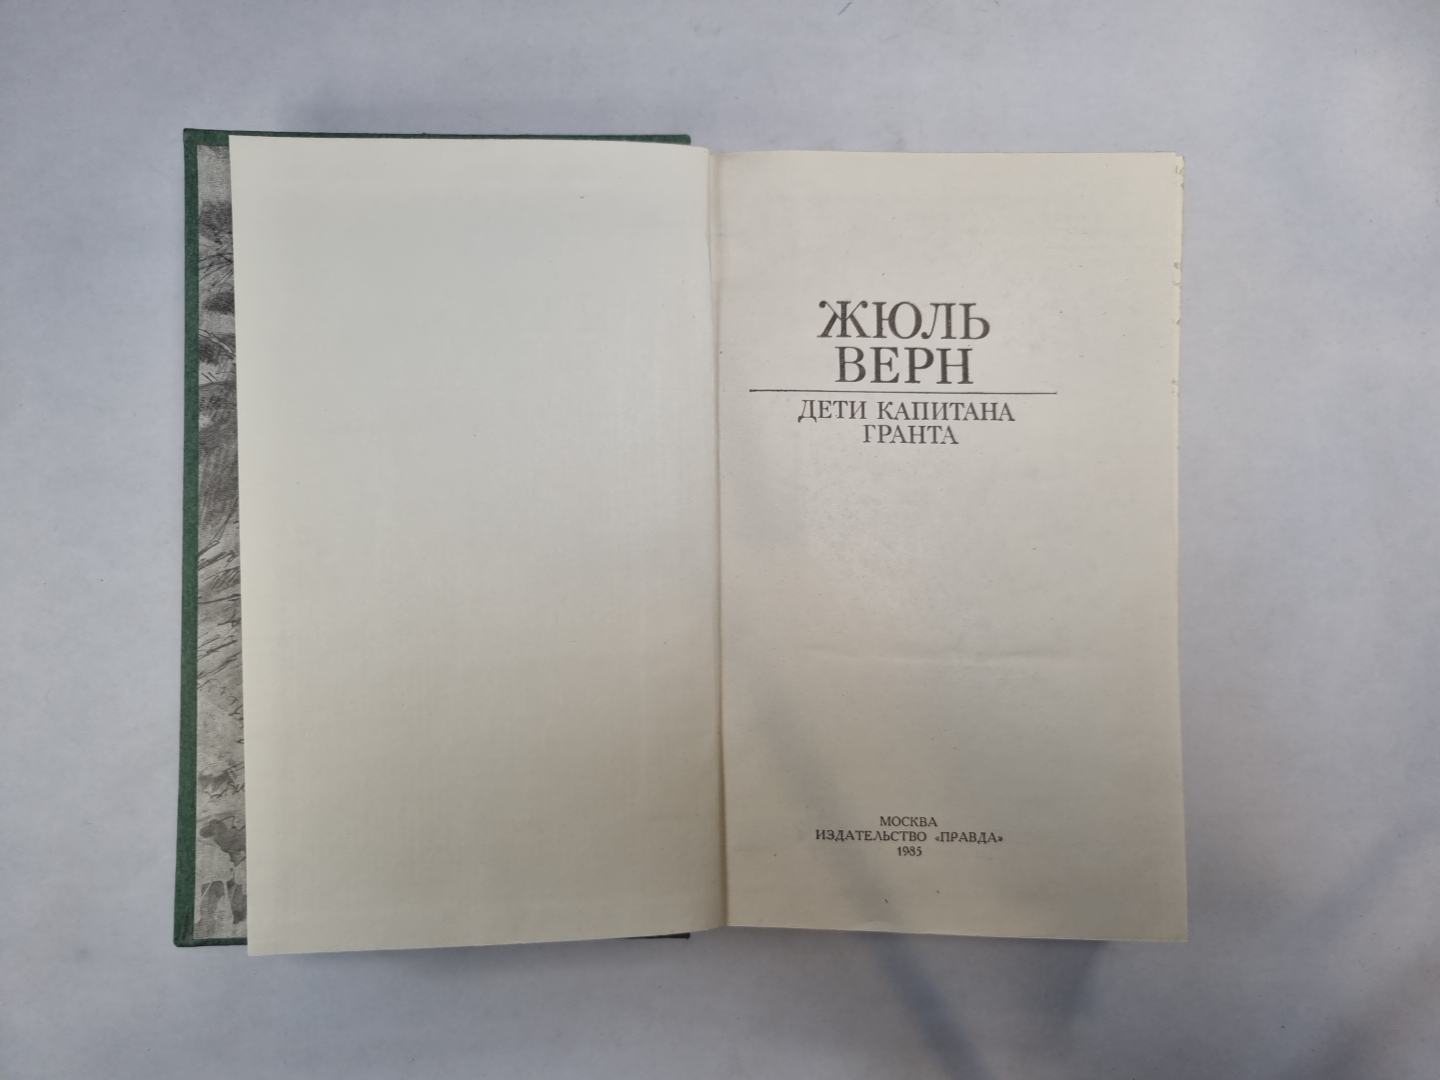 ЖЮЛЬ
ВЕРН
ДЕТИ КАПИТАНА
ГРАНТА
МОСКВА
ИЗДАТЕЛЬСТВО «ПРАВДА»
1985